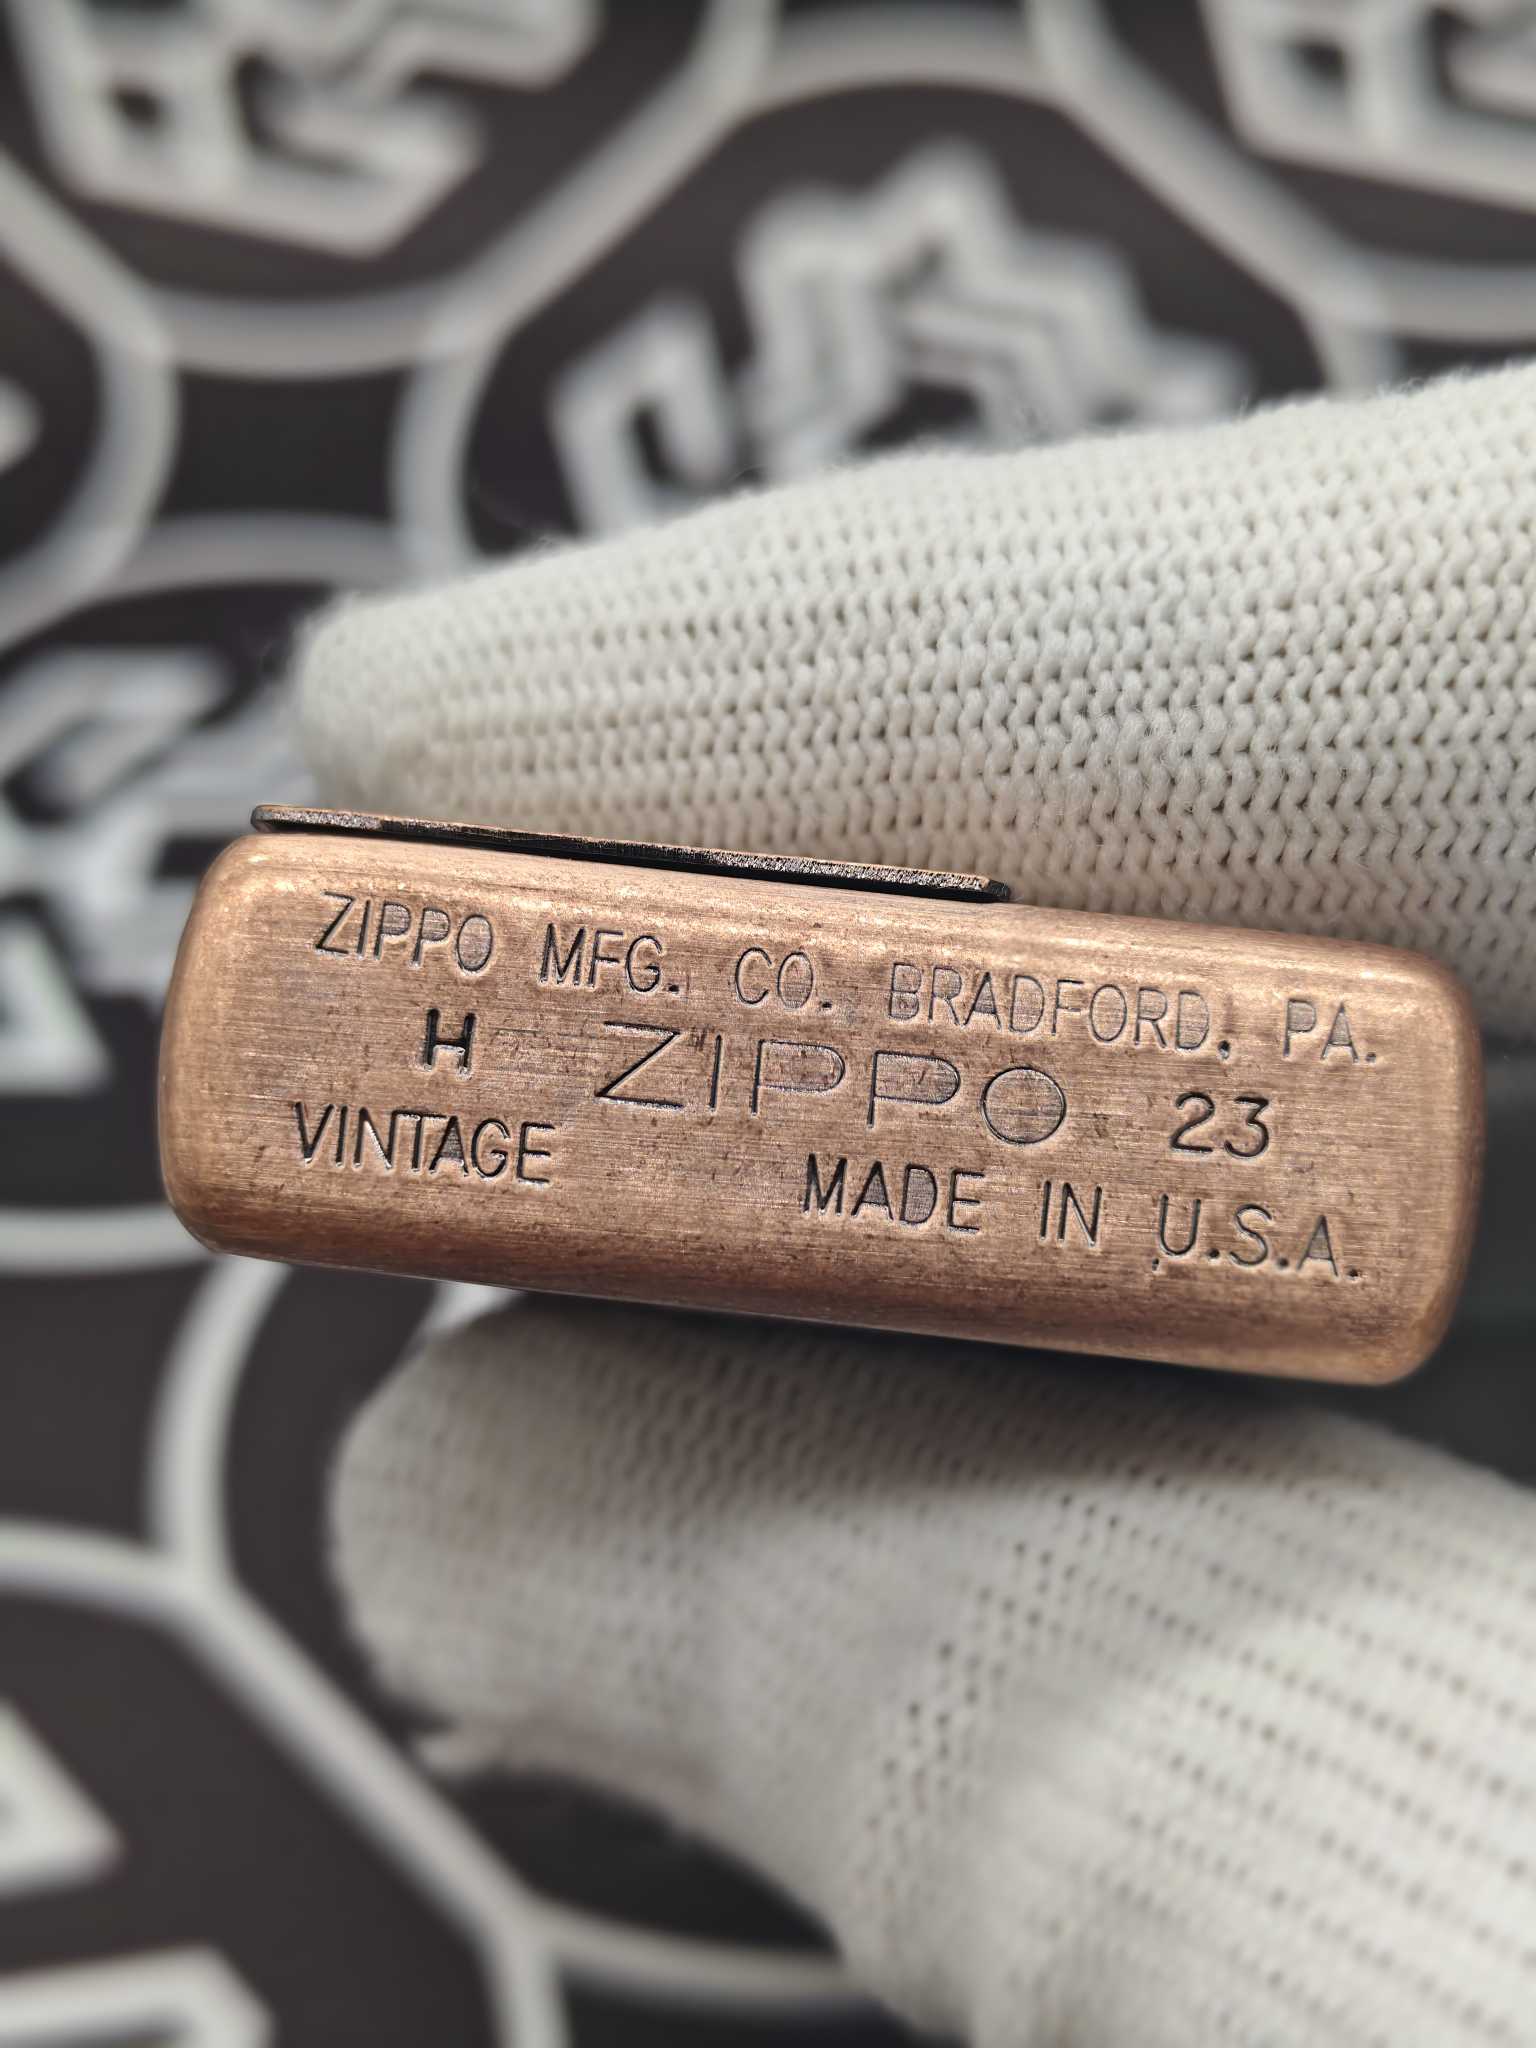 ZIPPO MFG. CO. BRADFORD, PA.
H ZIPPO 23
VINTAGE MADE IN U.S.A.